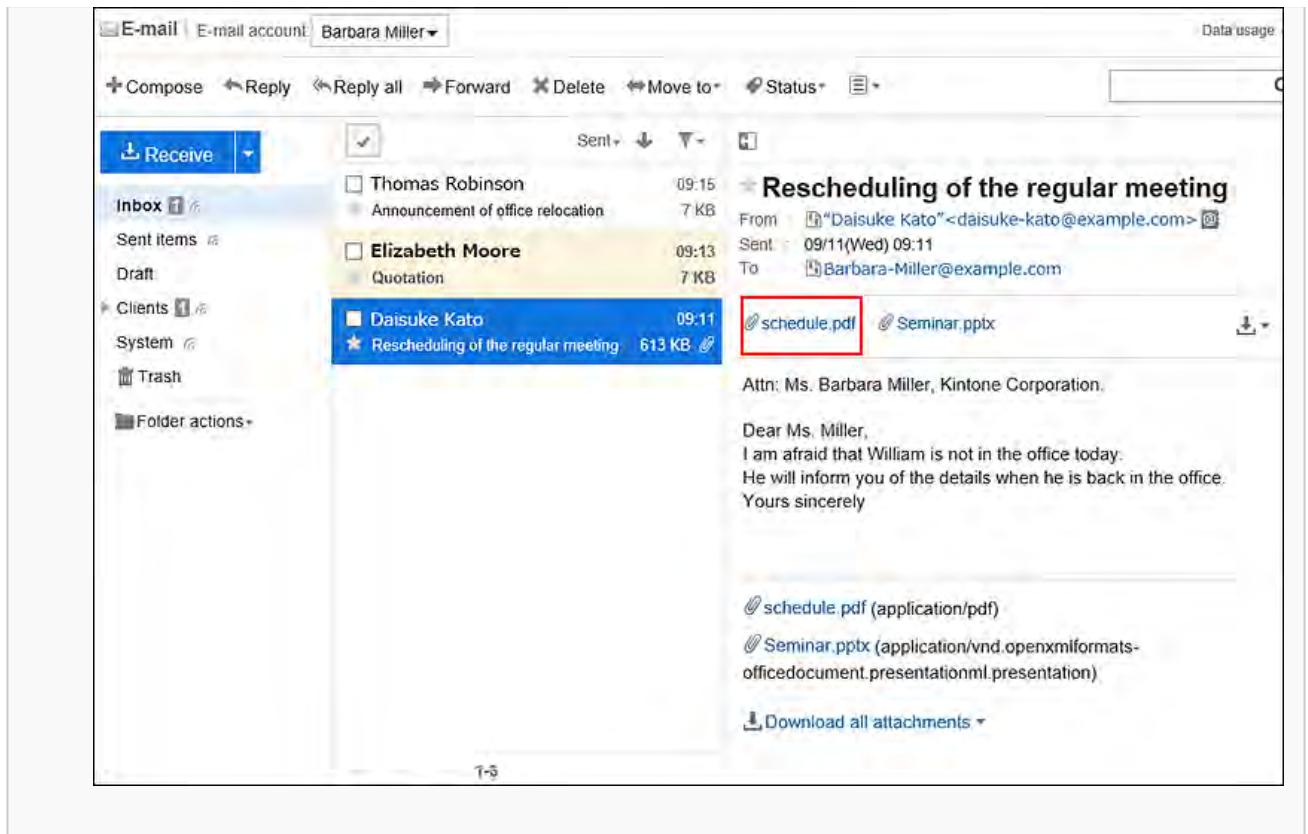 E-mail E-mail account Barbara Miller Data usage
Compose Reply Reply all Forward Delete Move to Status
Receive
Inbox 1
Sent items
Draft
Clients 1
System
Trash
Folder actions
Sent
Thomas Robinson 09:15
Announcement of office relocation 7 KB
Elizabeth Moore 09:13
Quotation 7 KB
Daisuke Kato 09:11
Rescheduling of the regular meeting 613 KB
Rescheduling of the regular meeting
From "Daisuke Kato"<daisuke-kato@example.com>
Sent 09/11(Wed) 09:11
To Barbara-Miller@example.com
schedule.pdf Seminar.pptx
Attn: Ms. Barbara Miller, Kintone Corporation.
Dear Ms. Miller,
I am afraid that William is not in the office today.
He will inform you of the details when he is back in the office.
Yours sincerely
schedule.pdf (application/pdf)
Seminar.pptx (application/vnd.openxmlformats-
officedocument.presentationml.presentation)
Download all attachments